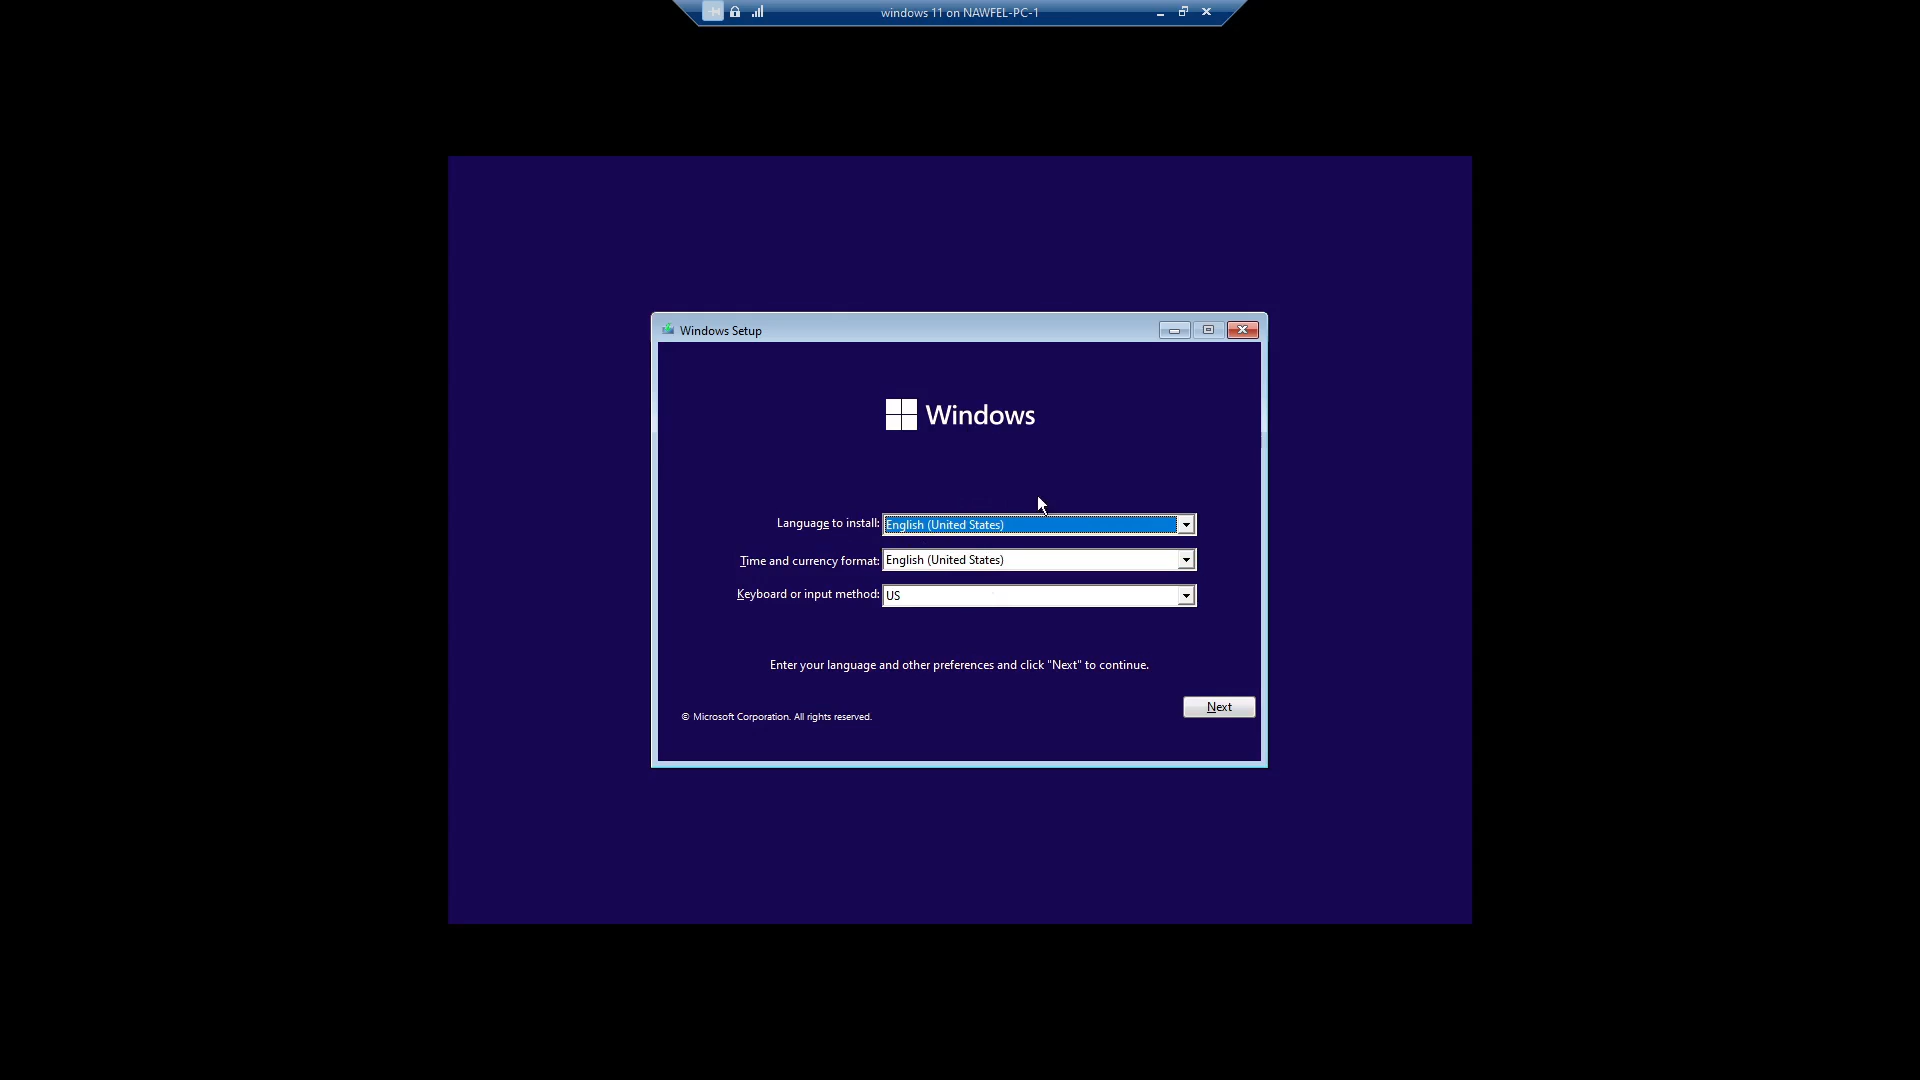 windows 11 on NAWFEL-PC-1
Windows Setup
Windows
Language to install: English (United States)
Time and currency format: English (United States)
Keyboard or input method: US
Enter your language and other preferences and click "Next" to continue.
Next
© Microsoft Corporation. All rights reserved.